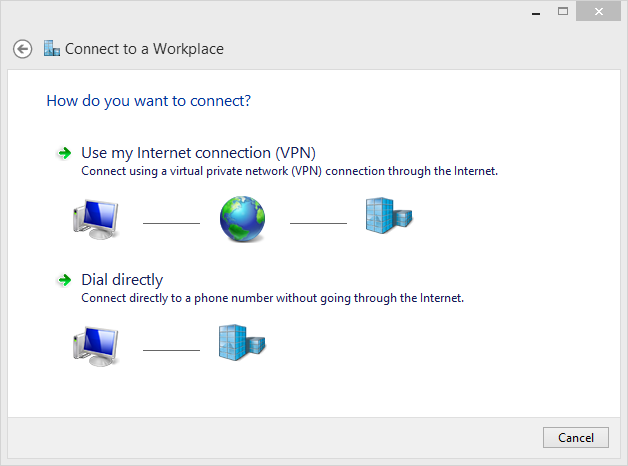 Connect to a Workplace
How do you want to connect?
Use my Internet connection (VPN)
Connect using a virtual private network (VPN) connection through the Internet.
Dial directly
Connect directly to a phone number without going through the Internet.
Cancel